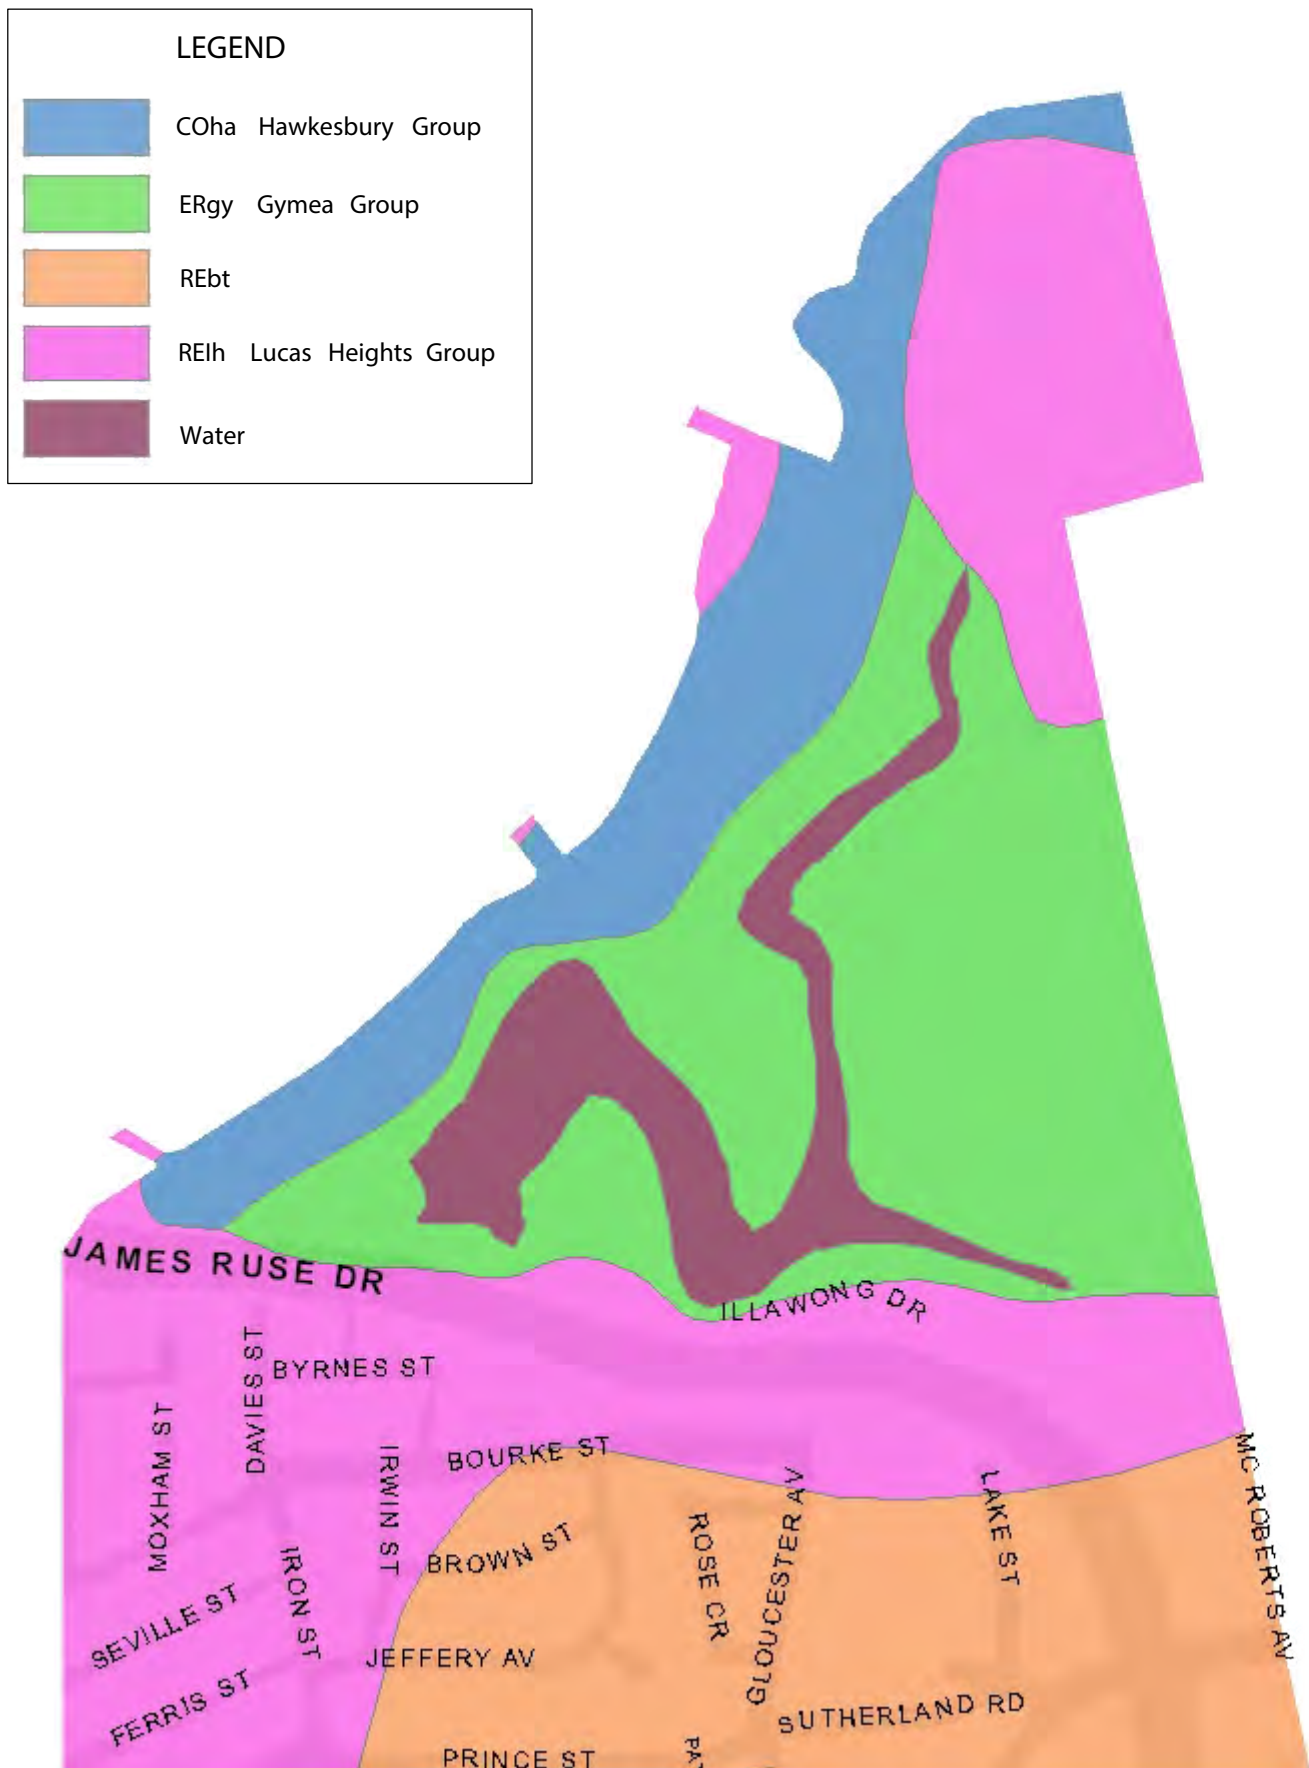 LEGEND
COha Hawkesbury Group
ERgy Gymea Group
REbt
RElh Lucas Heights Group
Water
JAMES RUSE DR
ILLAWONG DR
DAVIES ST
BYRNES ST
MOXHAM ST
IRWIN ST
BOURKE ST
GLOUCESTER AV
LAKE ST
MC ROBERTS AV
ROSE CR
BROWN ST
IRON ST
SEVILLE ST
JEFFERY AV
FERRIS ST
SUTHERLAND RD
PRINCE ST